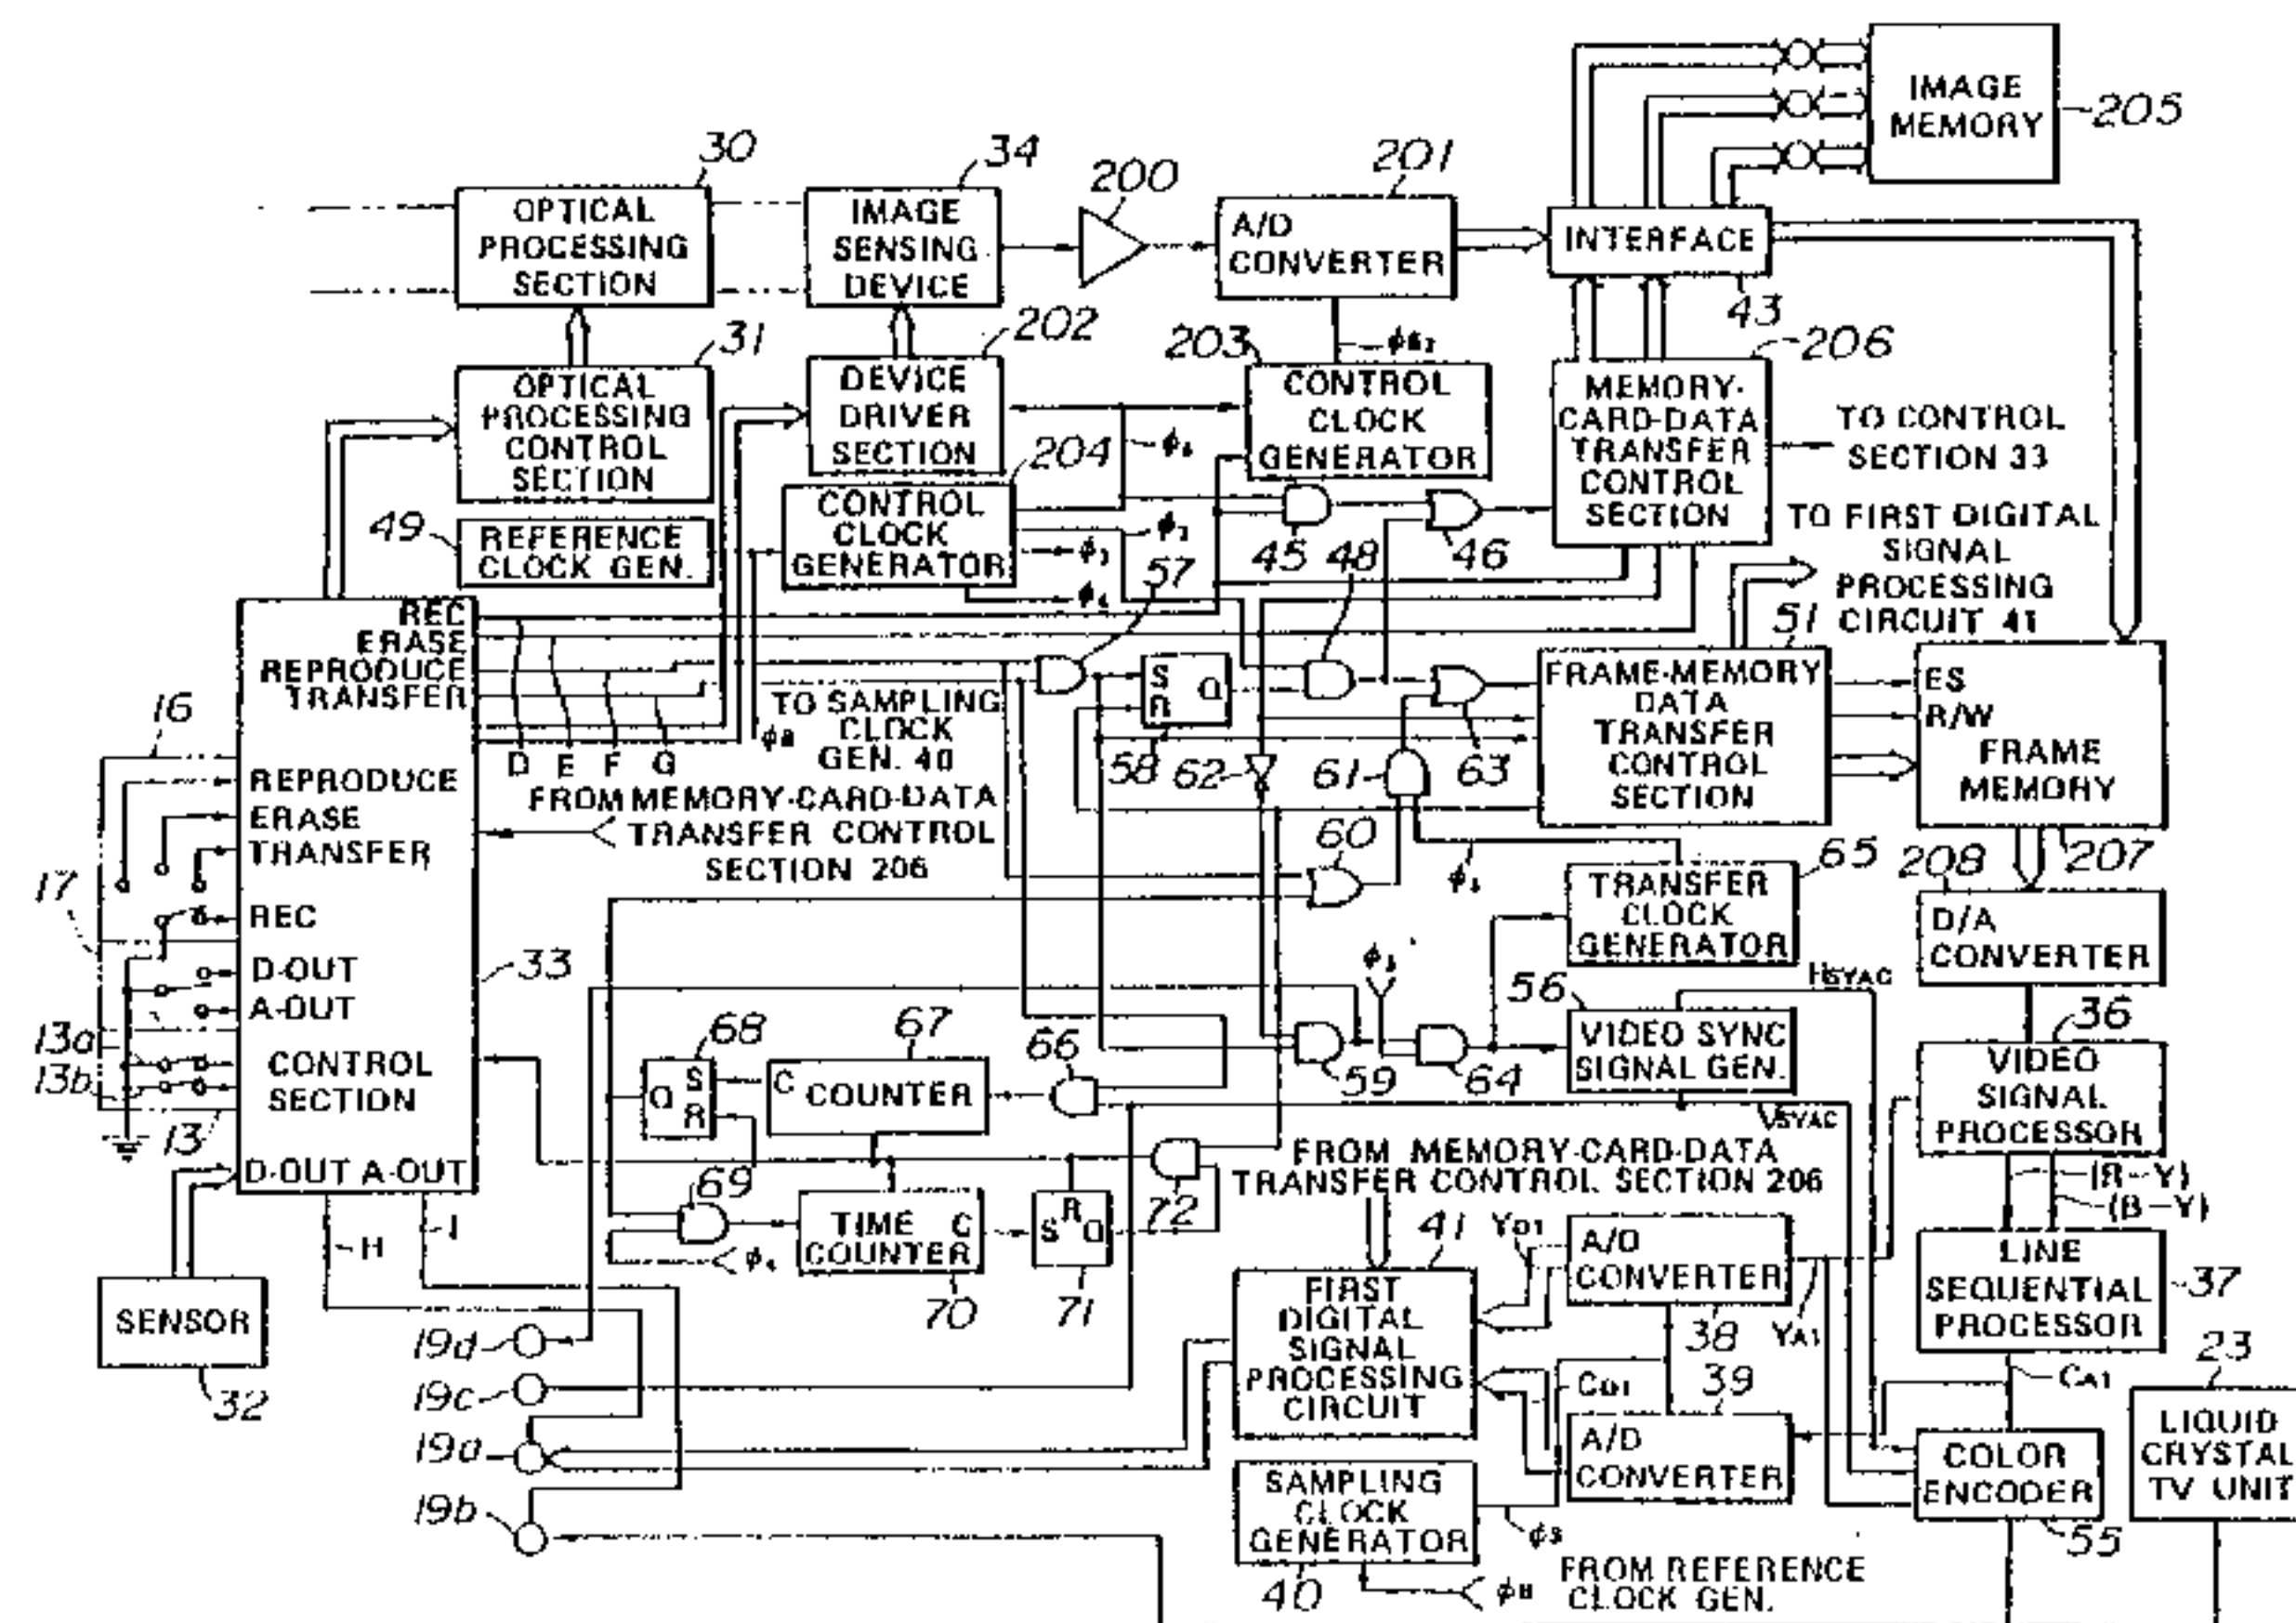 30
OPTICAL
PROCESSING
SECTION
34
IMAGE
SENSING
DEVICE
200
201
A/D
CONVERTER
INTERFACE
43
IMAGE
MEMORY
205
31
OPTICAL
PROCESSING
CONTROL
SECTION
202
DEVICE
DRIVER
SECTION
203
CONTROL
CLOCK
GENERATOR
206
MEMORY-
CARD-DATA
TRANSFER
CONTROL
SECTION
TO CONTROL
SECTION 33
49
REFERENCE
CLOCK GEN.
204
CONTROL
CLOCK
GENERATOR
45
46
48
57
TO FIRST DIGITAL
SIGNAL
PROCESSING
CIRCUIT 41
REC
ERASE
REPRODUCE
TRANSFER
D E F G
TO SAMPLING
CLOCK
GEN. 40
S
R
Q
58
62
61
63
51
FRAME-MEMORY
DATA
TRANSFER
CONTROL
SECTION
ES
R/W
FRAME
MEMORY
207
16
17
13a
13b
13
REPRODUCE
ERASE
TRANSFER
REC
D-OUT
A-OUT
CONTROL
SECTION
D-OUT A-OUT
33
FROM MEMORY-CARD-DATA
TRANSFER CONTROL
SECTION 206
60
65
TRANSFER
CLOCK
GENERATOR
208
D/A
CONVERTER
68
S
Q
R
67
C
COUNTER
66
59
64
56
VIDEO SYNC
SIGNAL GEN.
36
VIDEO
SIGNAL
PROCESSOR
(R-Y)
(B-Y)
69
TIME C
COUNTER
70
S R Q
71
72
FROM MEMORY-CARD-DATA
TRANSFER CONTROL SECTION 206
H
I
SENSOR
32
19d
19c
19a
19b
41
FIRST
DIGITAL
SIGNAL
PROCESSING
CIRCUIT
YD1
A/D
CONVERTER
38
YA1
CD1
39
A/D
CONVERTER
LINE
SEQUENTIAL
PROCESSOR
37
CA1
COLOR
ENCODER
55
23
LIQUID
CRYSTAL
TV UNIT
SAMPLING
CLOCK
GENERATOR
40
φS
φB
FROM REFERENCE
CLOCK GEN.